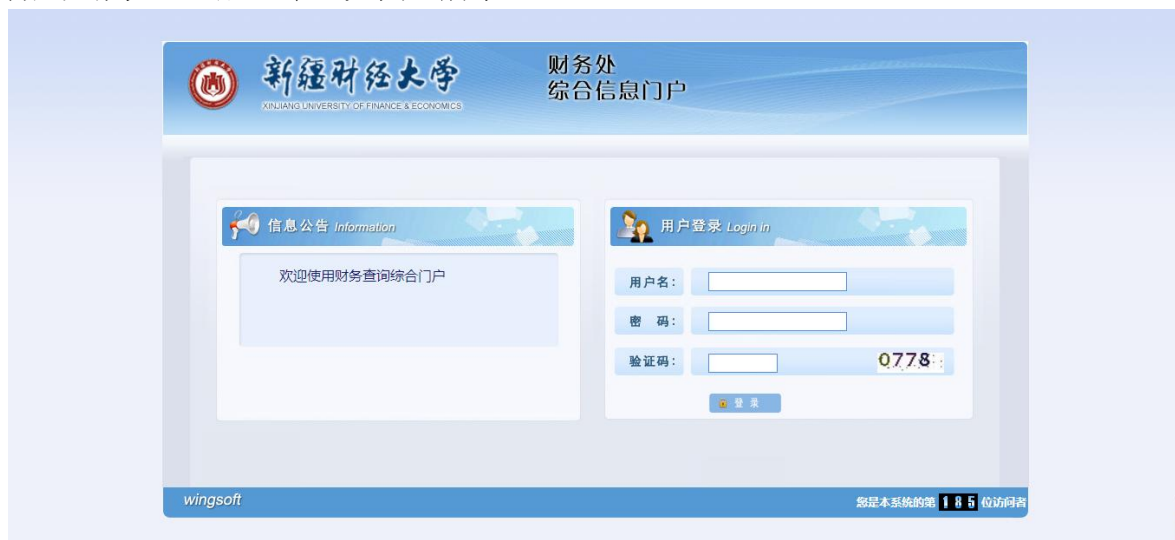 新疆财经大学
XINJIANG UNIVERSITY OF FINANCE & ECONOMICS
财务处
综合信息门户
信息公告 Information
欢迎使用财务查询综合门户
用户登录 Login in
用户名：
密 码：
验证码：
0778
登 录
wingsoft
您是本系统的第 185 位访问者